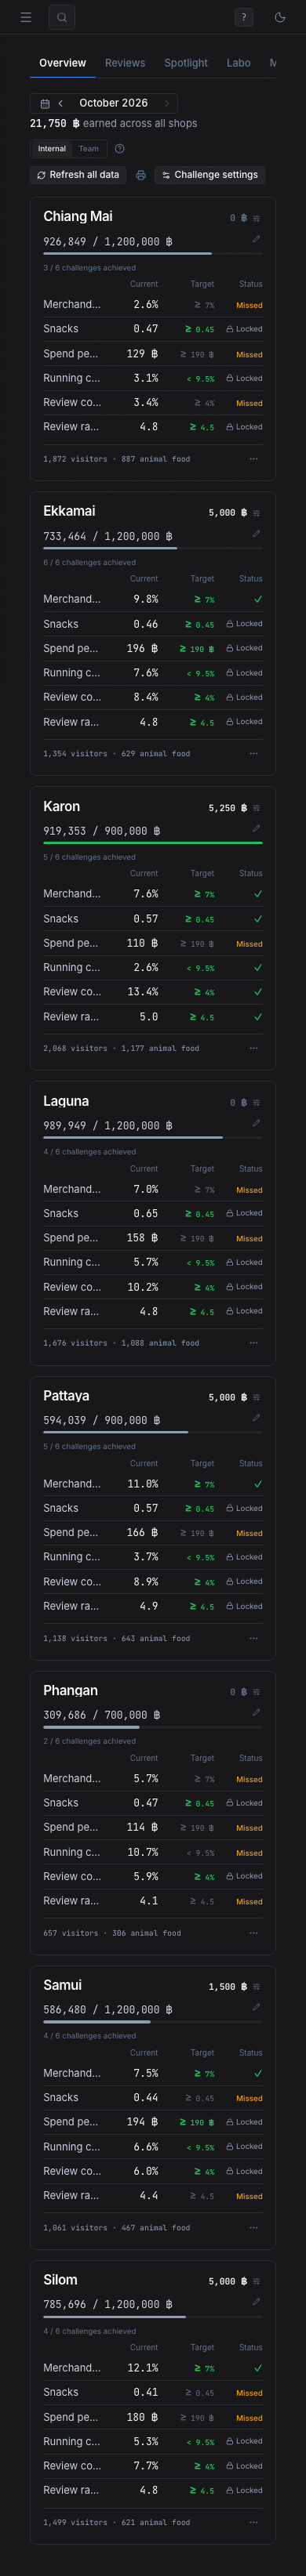 ?
Overview Reviews Spotlight Labo M
October 2026
21,750 ฿ earned across all shops
Internal Team
Refresh all data Challenge settings
Chiang Mai 0 ฿
926,849 / 1,200,000 ฿
3 / 6 challenges achieved
Current Target Status
Merchand... 2.6% ≥ 7% Missed
Snacks 0.47 ≥ 0.45 Locked
Spend pe... 129 ฿ ≥ 190 ฿ Missed
Running c... 3.1% < 9.5% Locked
Review co... 3.4% ≥ 4% Missed
Review ra... 4.8 ≥ 4.5 Locked
1,872 visitors · 887 animal food
Ekkamai 5,000 ฿
733,464 / 1,200,000 ฿
6 / 6 challenges achieved
Current Target Status
Merchand... 9.8% ≥ 7%
Snacks 0.46 ≥ 0.45 Locked
Spend pe... 196 ฿ ≥ 190 ฿ Locked
Running c... 7.6% < 9.5% Locked
Review co... 8.4% ≥ 4% Locked
Review ra... 4.8 ≥ 4.5 Locked
1,354 visitors · 629 animal food
Karon 5,250 ฿
919,353 / 900,000 ฿
5 / 6 challenges achieved
Current Target Status
Merchand... 7.6% ≥ 7%
Snacks 0.57 ≥ 0.45
Spend pe... 110 ฿ ≥ 190 ฿ Missed
Running c... 2.6% < 9.5%
Review co... 13.4% ≥ 4%
Review ra... 5.0 ≥ 4.5
2,068 visitors · 1,177 animal food
Laguna 0 ฿
989,949 / 1,200,000 ฿
4 / 6 challenges achieved
Current Target Status
Merchand... 7.0% ≥ 7% Missed
Snacks 0.65 ≥ 0.45 Locked
Spend pe... 158 ฿ ≥ 190 ฿ Missed
Running c... 5.7% < 9.5% Locked
Review co... 10.2% ≥ 4% Locked
Review ra... 4.8 ≥ 4.5 Locked
1,676 visitors · 1,088 animal food
Pattaya 5,000 ฿
594,039 / 900,000 ฿
5 / 6 challenges achieved
Current Target Status
Merchand... 11.0% ≥ 7%
Snacks 0.57 ≥ 0.45 Locked
Spend pe... 166 ฿ ≥ 190 ฿ Missed
Running c... 3.7% < 9.5% Locked
Review co... 8.9% ≥ 4% Locked
Review ra... 4.9 ≥ 4.5 Locked
1,138 visitors · 643 animal food
Phangan 0 ฿
309,686 / 700,000 ฿
2 / 6 challenges achieved
Current Target Status
Merchand... 5.7% ≥ 7% Missed
Snacks 0.47 ≥ 0.45 Locked
Spend pe... 114 ฿ ≥ 190 ฿ Missed
Running c... 10.7% < 9.5% Missed
Review co... 5.9% ≥ 4% Locked
Review ra... 4.1 ≥ 4.5 Missed
657 visitors · 306 animal food
Samui 1,500 ฿
586,480 / 1,200,000 ฿
4 / 6 challenges achieved
Current Target Status
Merchand... 7.5% ≥ 7%
Snacks 0.44 ≥ 0.45 Missed
Spend pe... 194 ฿ ≥ 190 ฿ Locked
Running c... 6.6% < 9.5% Locked
Review co... 6.0% ≥ 4% Locked
Review ra... 4.4 ≥ 4.5 Missed
1,061 visitors · 467 animal food
Silom 5,000 ฿
785,696 / 1,200,000 ฿
4 / 6 challenges achieved
Current Target Status
Merchand... 12.1% ≥ 7%
Snacks 0.41 ≥ 0.45 Missed
Spend pe... 180 ฿ ≥ 190 ฿ Missed
Running c... 5.3% < 9.5% Locked
Review co... 7.7% ≥ 4% Locked
Review ra... 4.8 ≥ 4.5 Locked
1,499 visitors · 621 animal food